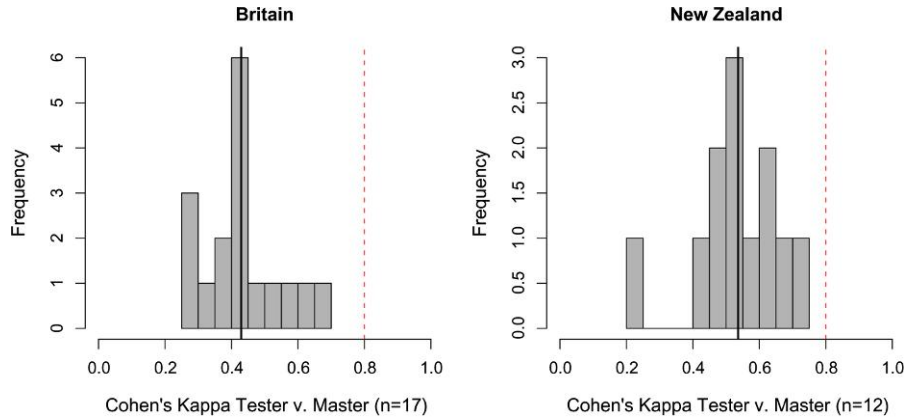 Britain
Frequency
6
5
4
3
2
1
0
0.0 0.2 0.4 0.6 0.8 1.0
Cohen's Kappa Tester v. Master (n=17)
New Zealand
Frequency
3.0
2.5
2.0
1.5
1.0
0.5
0.0
0.0 0.2 0.4 0.6 0.8 1.0
Cohen's Kappa Tester v. Master (n=12)